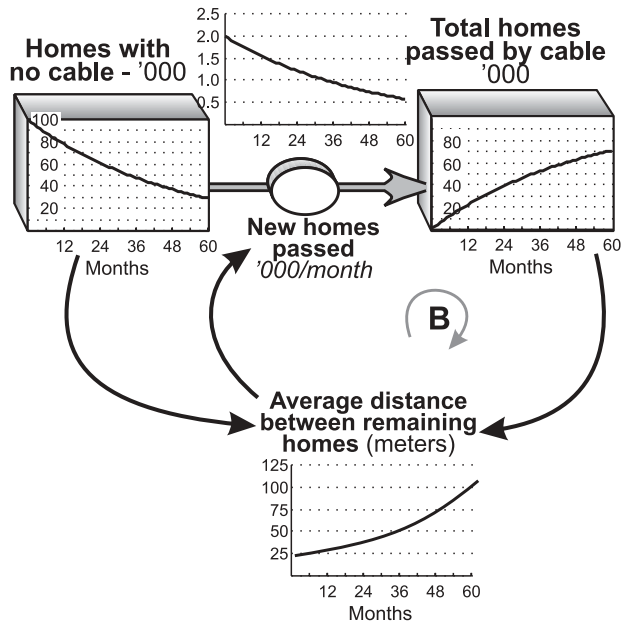 Homes with
no cable - '000
100
80
60
40
20
12 24 36 48 60
Months
2.5
2.0
1.5
1.0
0.5
12 24 36 48 60
New homes
passed
'000/month
Total homes
passed by cable
'000
80
60
40
20
12 24 36 48 60
Months
B
Average distance
between remaining
homes (meters)
125
100
75
50
25
12 24 36 48 60
Months